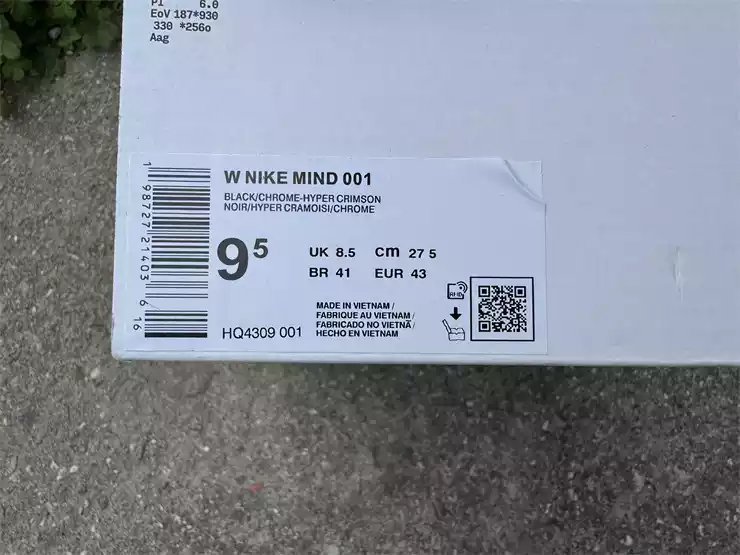 PI 6.0
EoV 187*930
330 *256o
Aag
W NIKE MIND 001
BLACK/CHROME-HYPER CRIMSON
NOIR/HYPER CRAMOISI/CHROME
9 5
UK 8.5 cm 27 5
BR 41 EUR 43
MADE IN VIETNAM /
FABRIQUE AU VIETNAM /
FABRICADO NO VIETNÃ /
HECHO EN VIETNAM
HQ4309 001
1 98727 21403 6 16